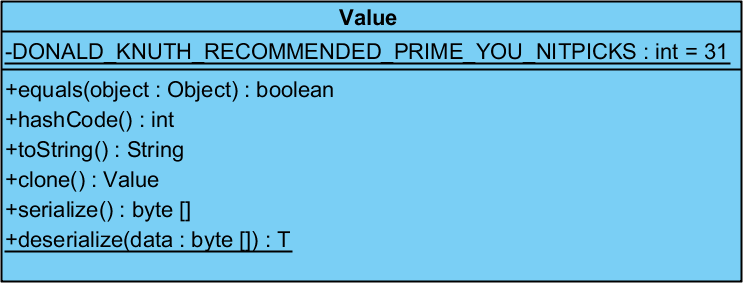 Value
-DONALD_KNUTH_RECOMMENDED_PRIME_YOU_NITPICKS : int = 31
+equals(object : Object) : boolean
+hashCode() : int
+toString() : String
+clone() : Value
+serialize() : byte []
+deserialize(data : byte []) : T